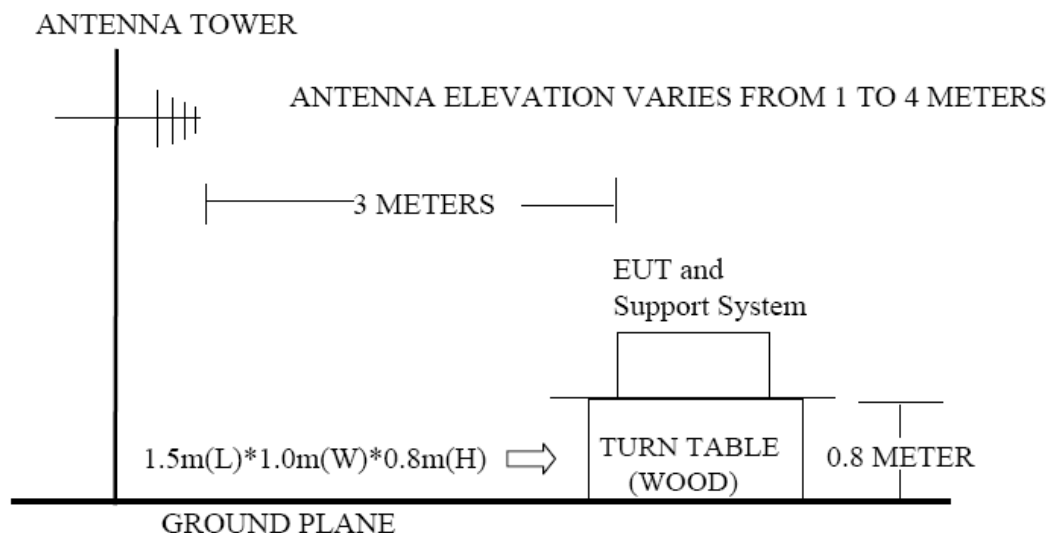 ANTENNA TOWER
ANTENNA ELEVATION VARIES FROM 1 TO 4 METERS
3 METERS
EUT and
Support System
1.5m(L)*1.0m(W)*0.8m(H)
TURN TABLE
(WOOD)
0.8 METER
GROUND PLANE